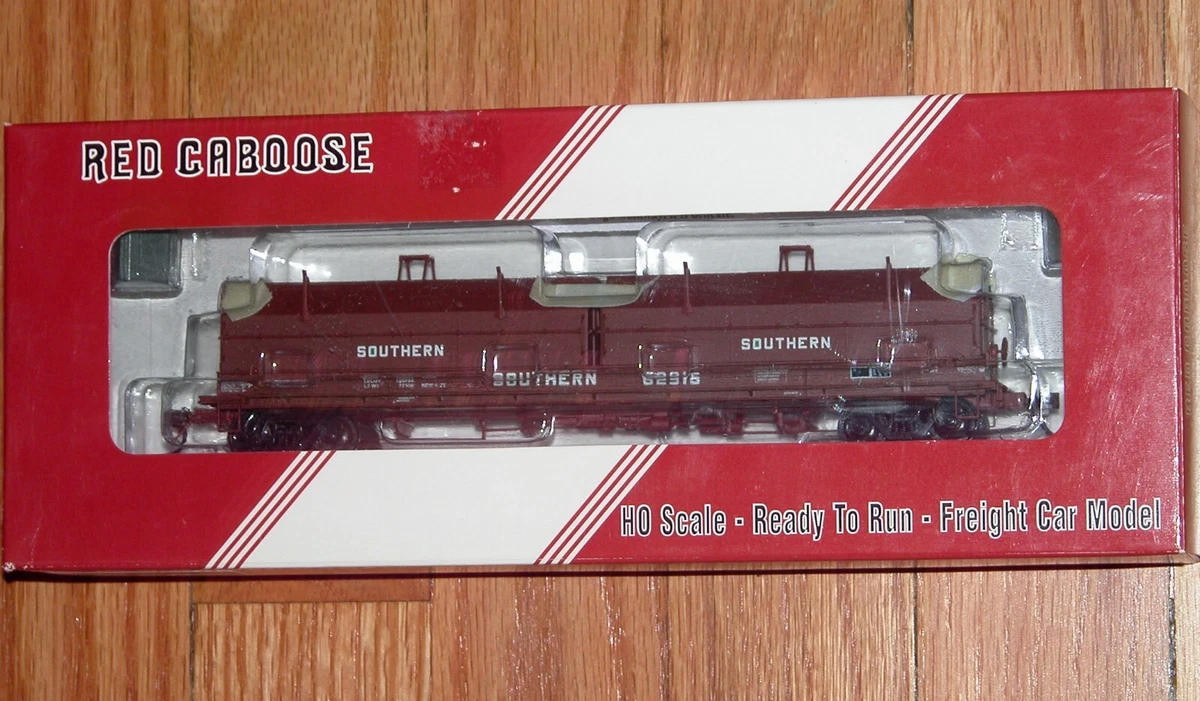 RED CABOOSE
SOUTHERN
SOUTHERN
SOUTHERN 62916
HO Scale - Ready To Run - Freight Car Model